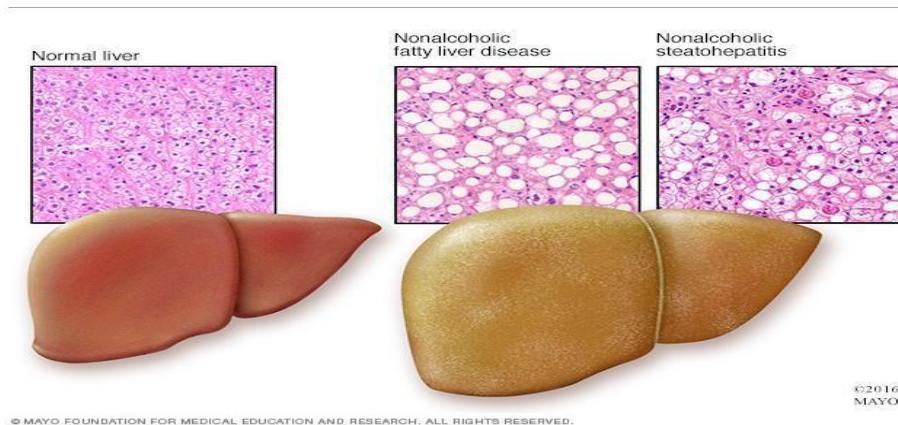 Normal liver
Nonalcoholic
fatty liver disease
Nonalcoholic
steatohepatitis
©2016
MAYO
© MAYO FOUNDATION FOR MEDICAL EDUCATION AND RESEARCH. ALL RIGHTS RESERVED.